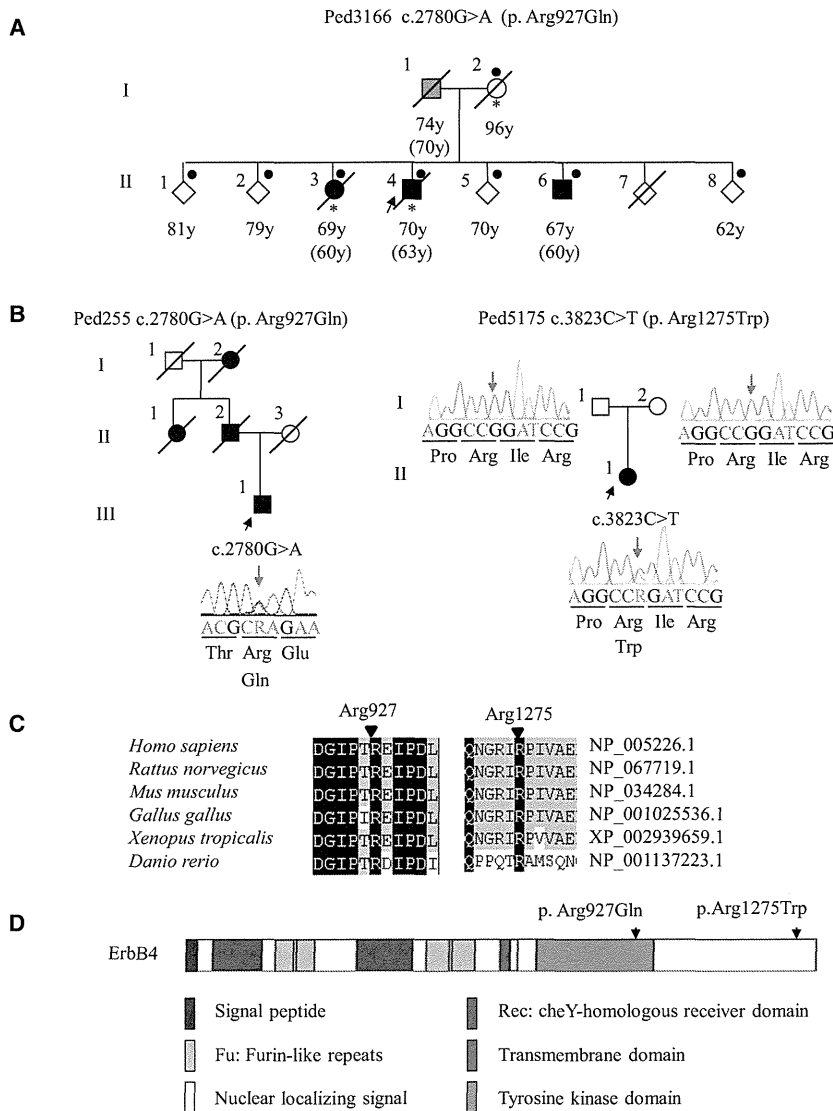 A
Ped3166 c.2780G>A (p. Arg927Gln)
I
1
2
*
74y
(70y)
96y
II
1
2
3
4
5
6
7
8
*
*
81y
79y
69y
(60y)
70y
(63y)
70y
67y
(60y)
62y
B
Ped255 c.2780G>A (p. Arg927Gln)
I
1
2
II
1
2
3
III
1
c.2780G>A
ACGCRAGAA
Thr Arg Glu
Gln
Ped5175 c.3823C>T (p. Arg1275Trp)
I
1
2
AGGCCGGATCCG
Pro Arg Ile Arg
AGGCCGGATCCG
Pro Arg Ile Arg
II
1
c.3823C>T
AGGCCRGATCCG
Pro Arg Ile Arg
Trp
C
Arg927 Arg1275
Homo sapiens DGIPTREIPDL QNGRIRPIVAE NP_005226.1
Rattus norvegicus DGIPTREIPDL QNGRIRPIVAE NP_067719.1
Mus musculus DGIPTREIPDL QNGRIRPIVAE NP_034284.1
Gallus gallus DGIPIREIPDL QNGRIRPIVAE NP_001025536.1
Xenopus tropicalis DGIPTREIPDL QNGRIRPVVAE XP_002939659.1
Danio rerio DGIPTRDIPDI QPPQTRAMSQN NP_001137223.1
D
p. Arg927Gln p.Arg1275Trp
ErbB4
Signal peptide
Fu: Furin-like repeats
Nuclear localizing signal
Rec: cheY-homologous receiver domain
Transmembrane domain
Tyrosine kinase domain